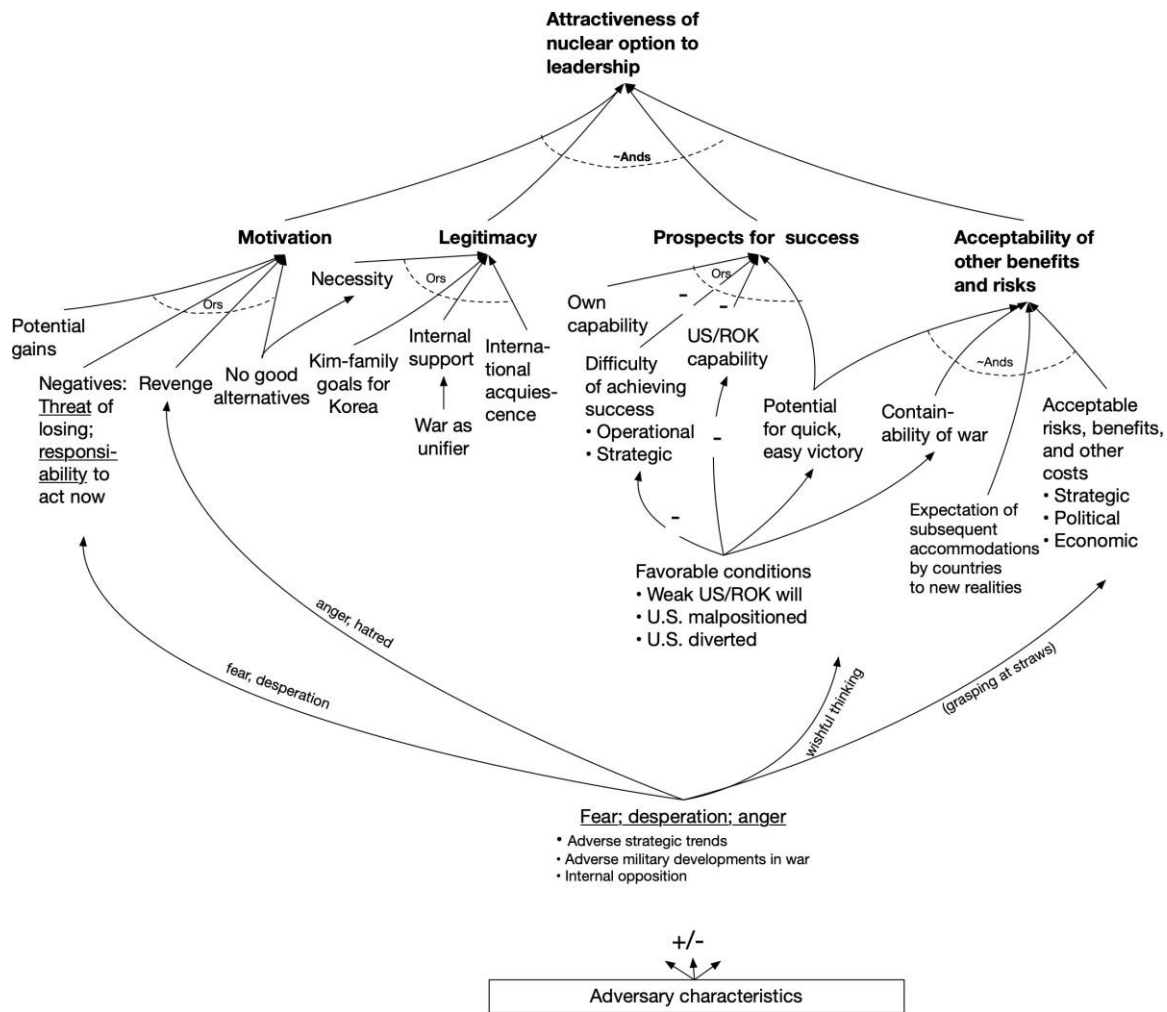 Attractiveness of
nuclear option to
leadership
~Ands
Motivation
Legitimacy
Prospects for success
Acceptability of
other benefits
and risks
Ors
Necessity
Ors
Ors
~Ands
Potential
gains
Negatives:
Threat of
losing;
responsi-
ability to
act now
Revenge
No good
alternatives
Kim-family
goals for
Korea
Internal
support
War as
unifier
Interna-
tional
acquies-
cence
Own
capability
-
-
Difficulty
of achieving
success
• Operational
• Strategic
US/ROK
capability
-
-
Potential
for quick,
easy victory
Contain-
ability of war
Expectation of
subsequent
accommodations
by countries
to new realities
Acceptable
risks, benefits,
and other
costs
• Strategic
• Political
• Economic
Favorable conditions
• Weak US/ROK will
• U.S. malpositioned
• U.S. diverted
anger, hatred
fear, desperation
wishful thinking
(grasping at straws)
Fear; desperation; anger
• Adverse strategic trends
• Adverse military developments in war
• Internal opposition
+/-
Adversary characteristics